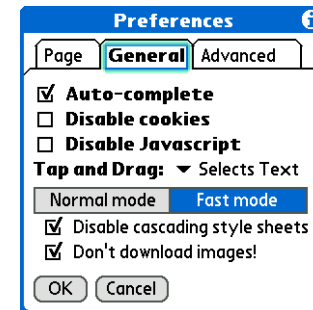 Preferences
Page General Advanced
Auto-complete
Disable cookies
Disable Javascript
Tap and Drag: Selects Text
Normal mode Fast mode
Disable cascading style sheets
Don't download images!
OK Cancel